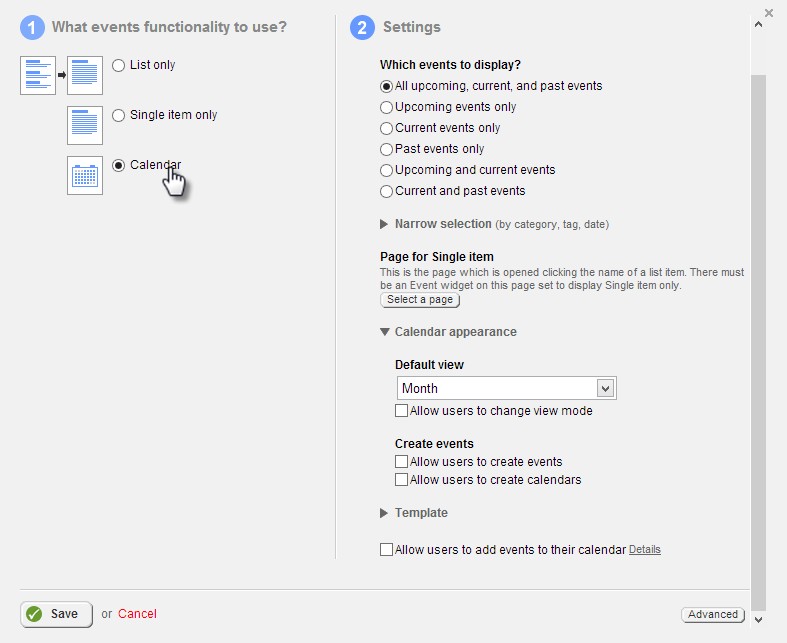 1 What events functionality to use?
List only
Single item only
Calendar
2 Settings
Which events to display?
All upcoming, current, and past events
Upcoming events only
Current events only
Past events only
Upcoming and current events
Current and past events
Narrow selection (by category, tag, date)
Page for Single item
This is the page which is opened clicking the name of a list item. There must
be an Event widget on this page set to display Single item only.
Select a page
Calendar appearance
Default view
Month
Allow users to change view mode
Create events
Allow users to create events
Allow users to create calendars
Template
Allow users to add events to their calendar Details
Save or Cancel
Advanced